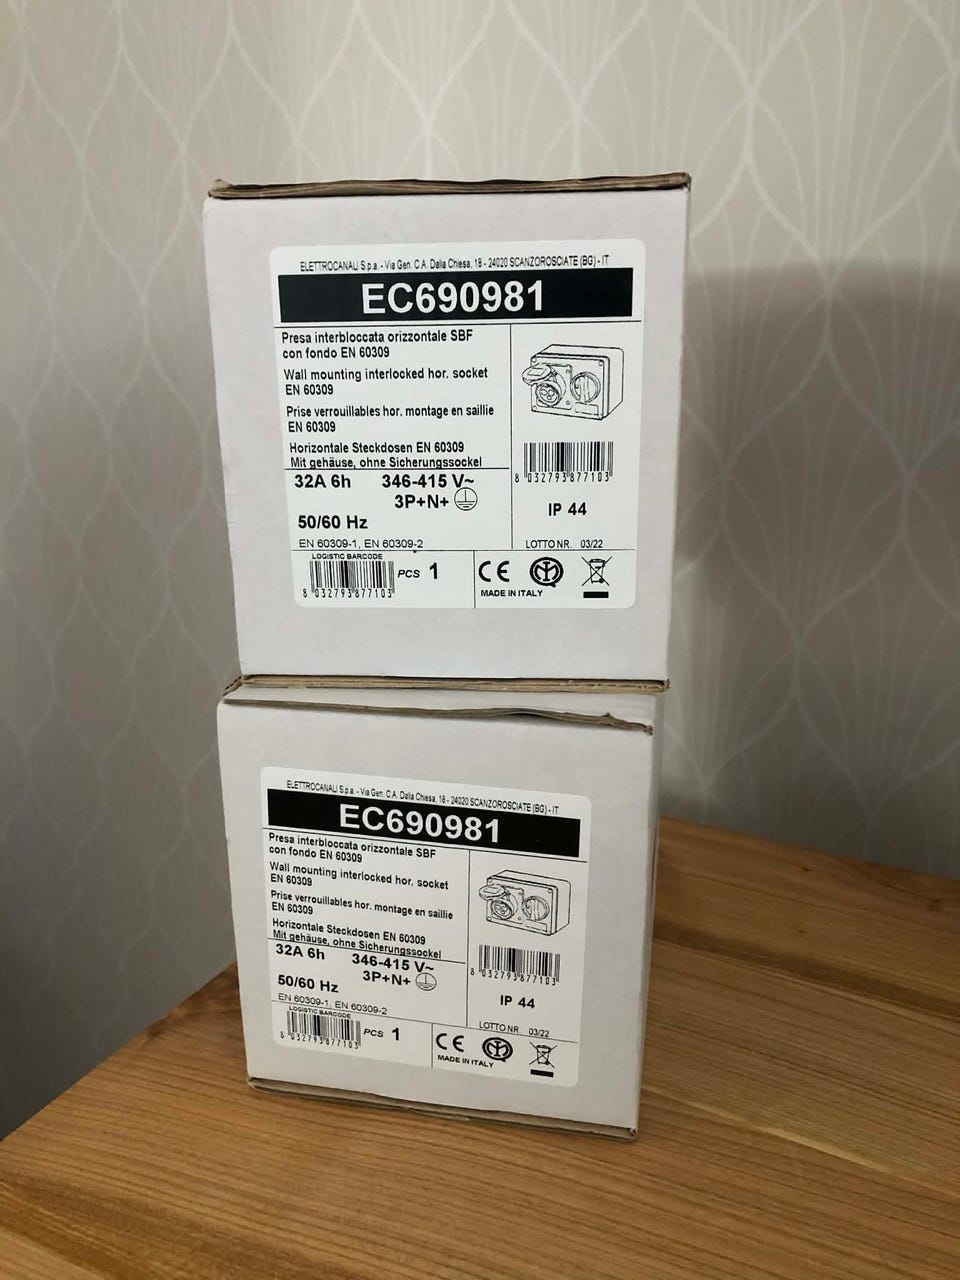 ELETTROCANALI S.p.a. - Via Gen. C.A. Dalla Chiesa, 18 - 24020 SCANZOROSCIATE (BG) - IT
EC690981
Presa interbloccata orizzontale SBF
con fondo EN 60309
Wall mounting interlocked hor. socket
EN 60309
Prise verrouillables hor. montage en saillie
EN 60309
Horizontale Steckdosen EN 60309
Mit gehäuse, ohne Sicherungssockel
32A 6h 346-415 V~
3P+N+
50/60 Hz
EN 60309-1, EN 60309-2
8 032793 877103
IP 44
LOTTO NR. 03/22
LOGISTIC BARCODE
8 032793 877103
PCS 1
CE
MADE IN ITALY
ELETTROCANALI S.p.a. - Via Gen. C.A. Dalla Chiesa, 18 - 24020 SCANZOROSCIATE (BG) - IT
EC690981
Presa interbloccata orizzontale SBF
con fondo EN 60309
Wall mounting interlocked hor. socket
EN 60309
Prise verrouillables hor. montage en saillie
EN 60309
Horizontale Steckdosen EN 60309
Mit gehäuse, ohne Sicherungssockel
32A 6h 346-415 V~
3P+N+
50/60 Hz
EN 60309-1, EN 60309-2
8 032793 877103
IP 44
LOTTO NR. 03/22
LOGISTIC BARCODE
8 032793 877103
PCS 1
CE
MADE IN ITALY